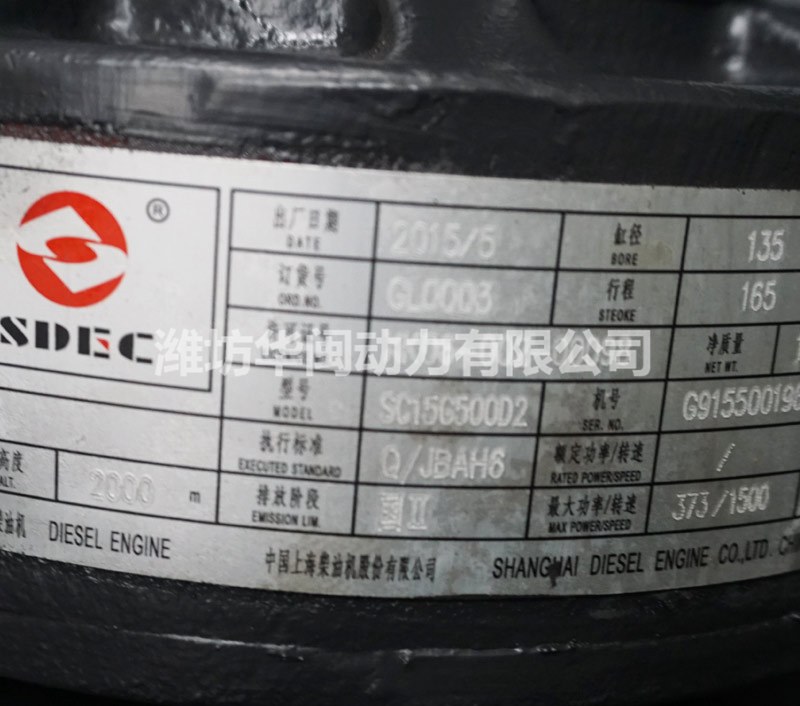 ®
SDEC
出厂日期 2015/5 缸径 135
DATE BORE
订货号 GL0003 行程 165
ORD.NO. STEOKE
潍坊华闽动力有限公司
净质量
NET WT.
型号 SC15G500D2 机号 G91550019
MODEL SER. NO.
执行标准 Q/JBAH6 额定功率/转速 /
EXECUTED STANDARD RATED POWER/SPEED
高度 2000 m 排放阶段 国II 最大功率/转速 373/1500
ALT. EMISSION LIM. MAX POWER/SPEED
柴油机 DIESEL ENGINE 中国上海柴油机股份有限公司 SHANGHAI DIESEL ENGINE CO.,LTD. CH